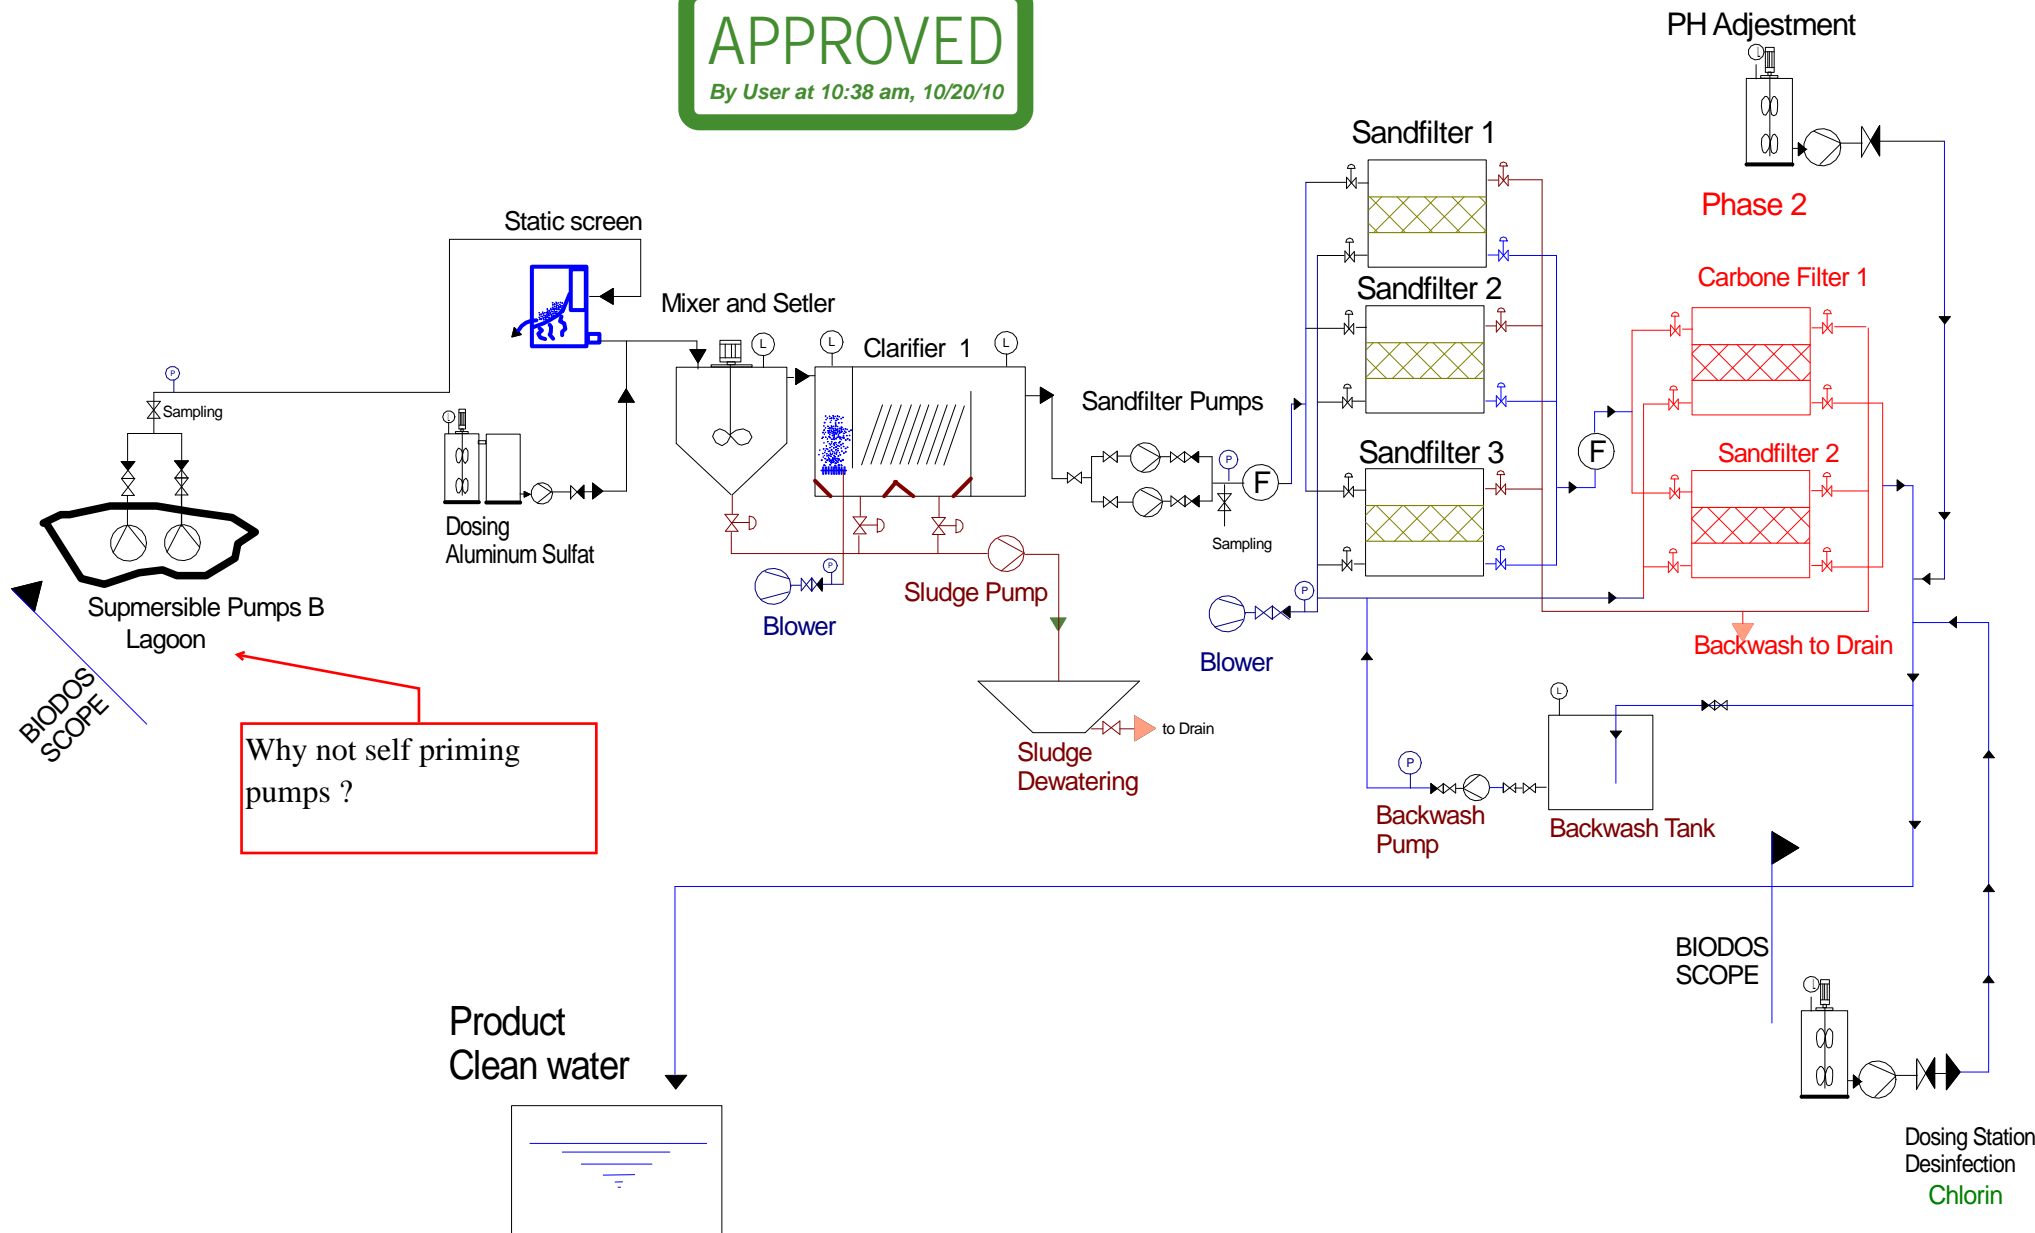 APPROVED
By User at 10:38 am, 10/20/10
PH Adjestment
L
Sandfilter 1
Phase 2
Static screen
Carbone Filter 1
Sandfilter 2
Mixer and Setler
L
L
Clarifier 1
L
P
Sampling
Sandfilter Pumps
L
Sandfilter 3
Sandfilter 2
F
P
F
Dosing
Aluminum Sulfat
Sampling
P
Sludge Pump
P
Supmersible Pumps B
Lagoon
Blower
Blower
Backwash to Drain
BIODOS
SCOPE
L
to Drain
Why not self priming
pumps ?
Sludge
Dewatering
P
Backwash
Pump
Backwash Tank
BIODOS
SCOPE
L
Product
Clean water
Dosing Station
Desinfection
Chlorin